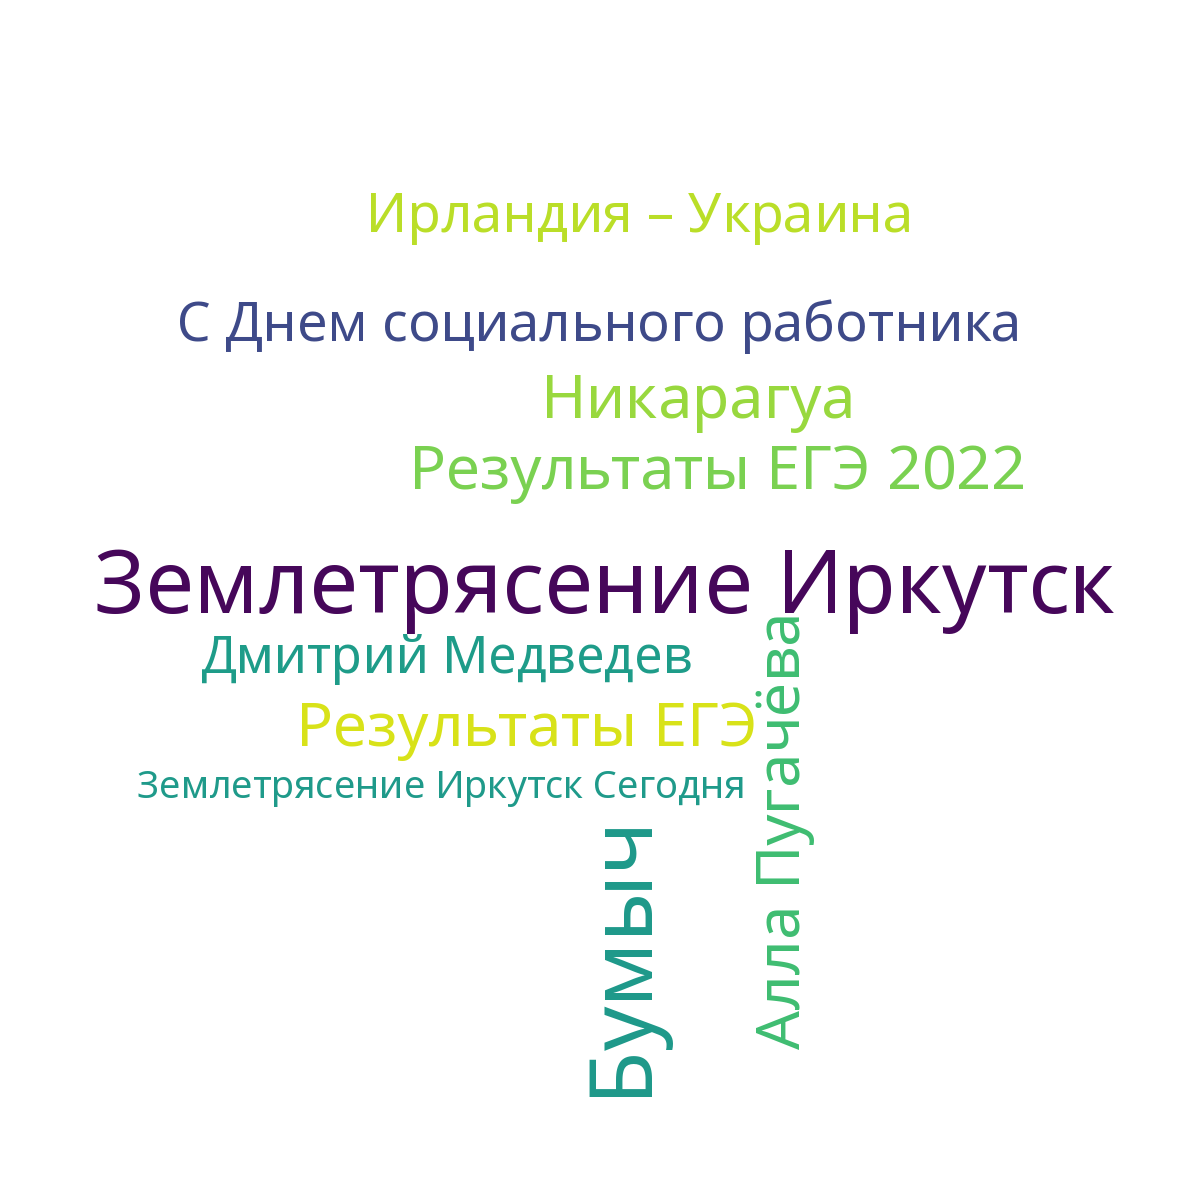 Ирландия – Украина
С Днем социального работника
Никарагуа
Результаты ЕГЭ 2022
Землетрясение Иркутск
Дмитрий Медведев
Результаты ЕГЭ
Алла Пугачёва
Землетрясение Иркутск Сегодня
Бумыч